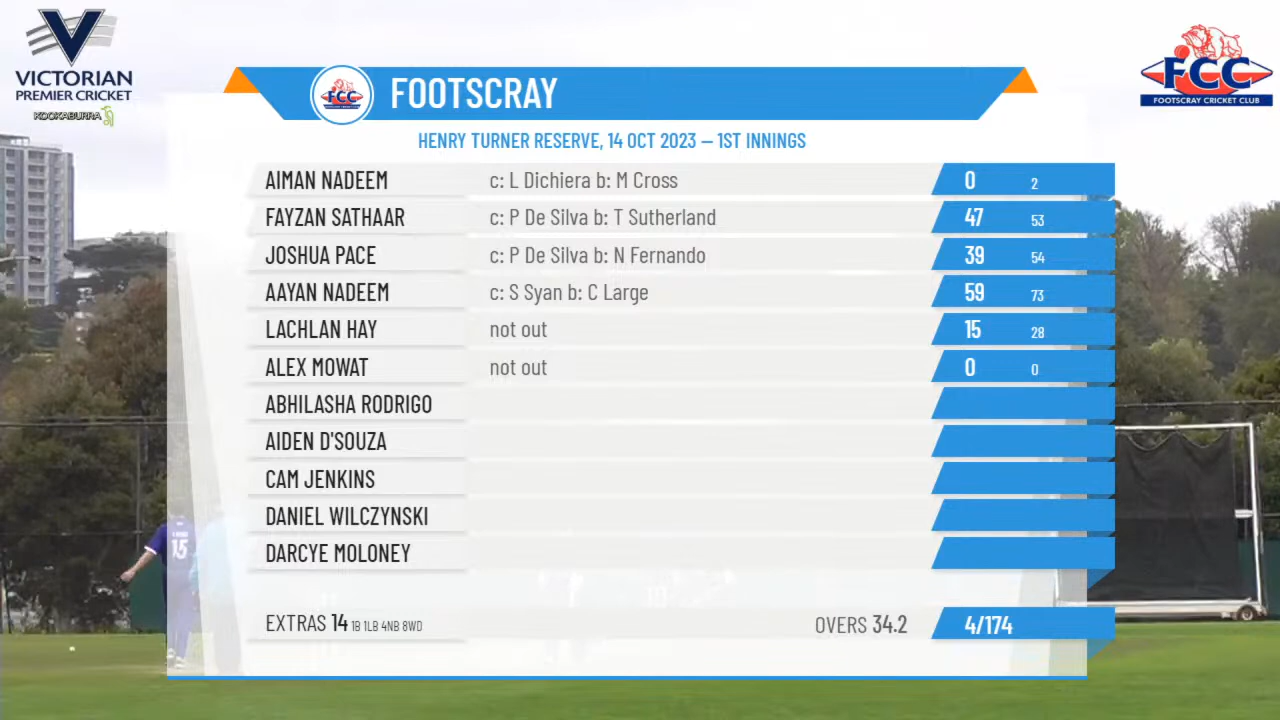 VICTORIAN
PREMIER CRICKET
KOOKABURRA
FCC
FOOTSCRAY CRICKET CLUB
FCC
FOOTSCRAY
HENRY TURNER RESERVE, 14 OCT 2023 – 1ST INNINGS
AIMAN NADEEM c: L Dichiera b: M Cross 0 2
FAYZAN SATHAAR c: P De Silva b: T Sutherland 47 53
JOSHUA PACE c: P De Silva b: N Fernando 39 54
AAYAN NADEEM c: S Syan b: C Large 59 73
LACHLAN HAY not out 15 28
ALEX MOWAT not out 0 0
ABHILASHA RODRIGO
AIDEN D'SOUZA
CAM JENKINS
DANIEL WILCZYNSKI
DARCYE MOLONEY
15
EXTRAS 14 1B 1LB 4NB 8WD OVERS 34.2 4/174